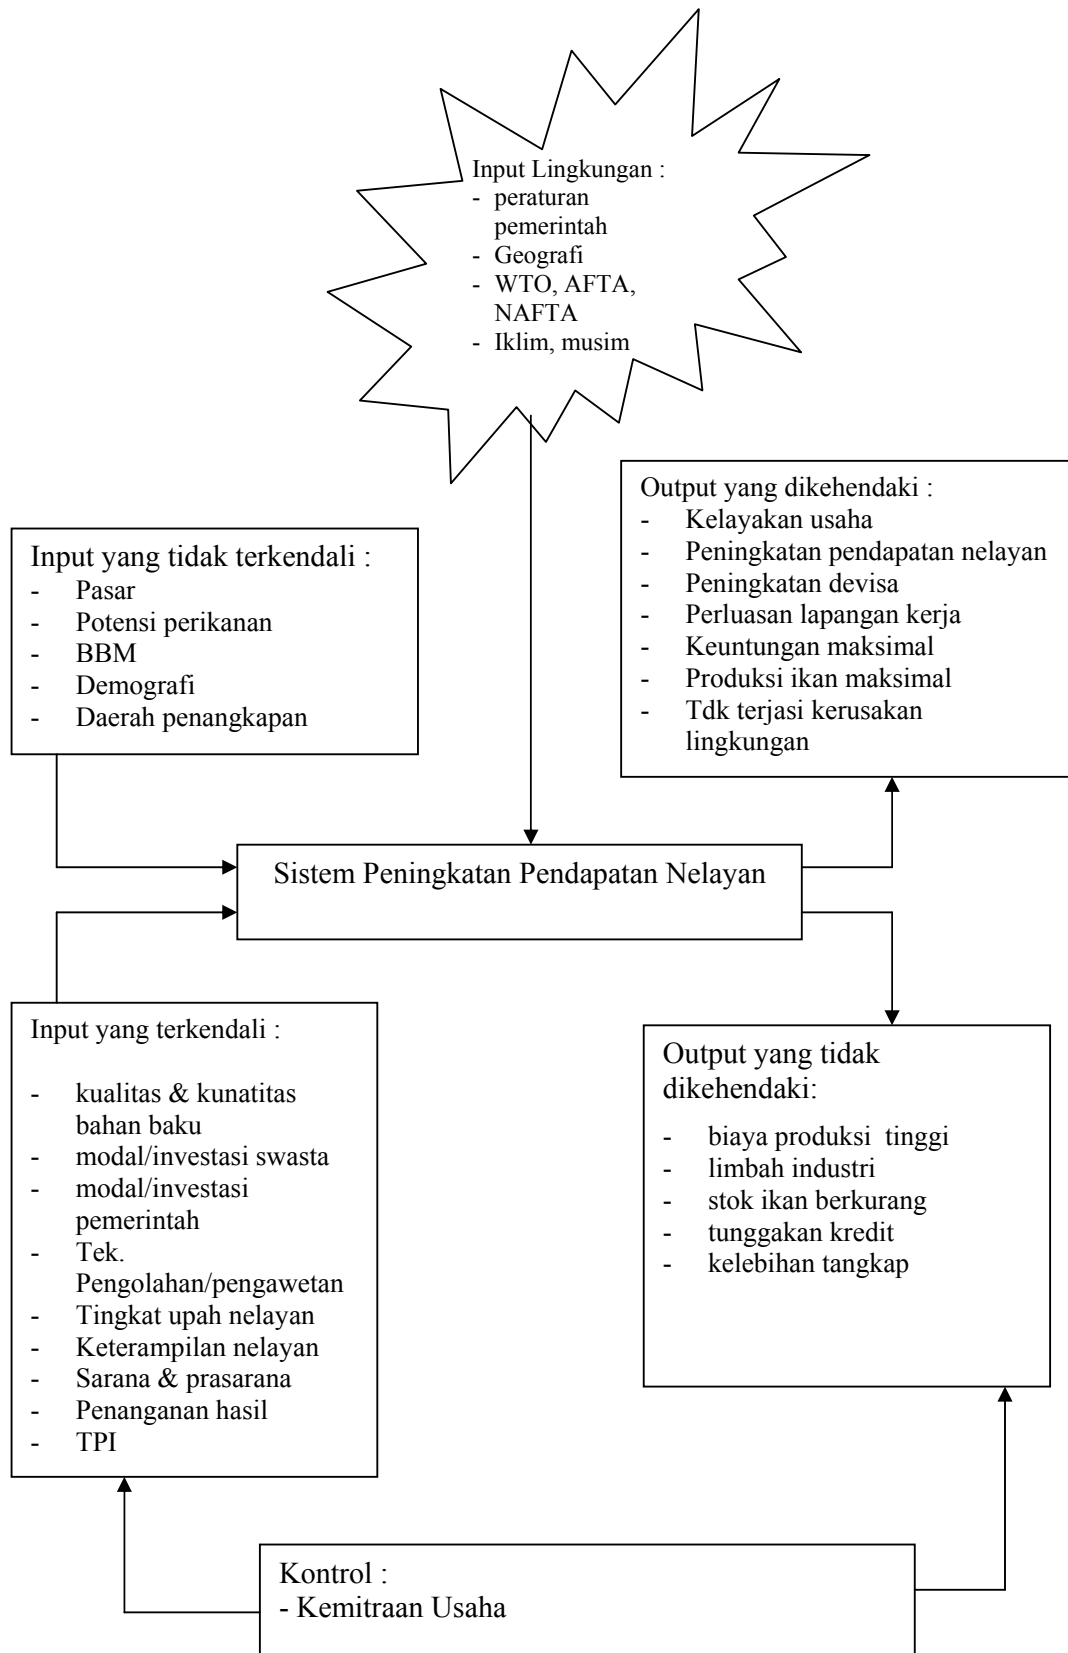 Input Lingkungan :
- peraturan
pemerintah
- Geografi
- WTO, AFTA,
NAFTA
- Iklim, musim
Output yang dikehendaki :
- Kelayakan usaha
- Peningkatan pendapatan nelayan
- Peningkatan devisa
- Perluasan lapangan kerja
- Keuntungan maksimal
- Produksi ikan maksimal
- Tdk terjasi kerusakan
lingkungan
Input yang tidak terkendali :
- Pasar
- Potensi perikanan
- BBM
- Demografi
- Daerah penangkapan
Sistem Peningkatan Pendapatan Nelayan
Input yang terkendali :
- kualitas & kunatitas
bahan baku
- modal/investasi swasta
- modal/investasi
pemerintah
- Tek.
Pengolahan/pengawetan
- Tingkat upah nelayan
- Keterampilan nelayan
- Sarana & prasarana
- Penanganan hasil
- TPI
Output yang tidak
dikehendaki:
- biaya produksi  tinggi
- limbah industri
- stok ikan berkurang
- tunggakan kredit
- kelebihan tangkap
Kontrol :
- Kemitraan Usaha